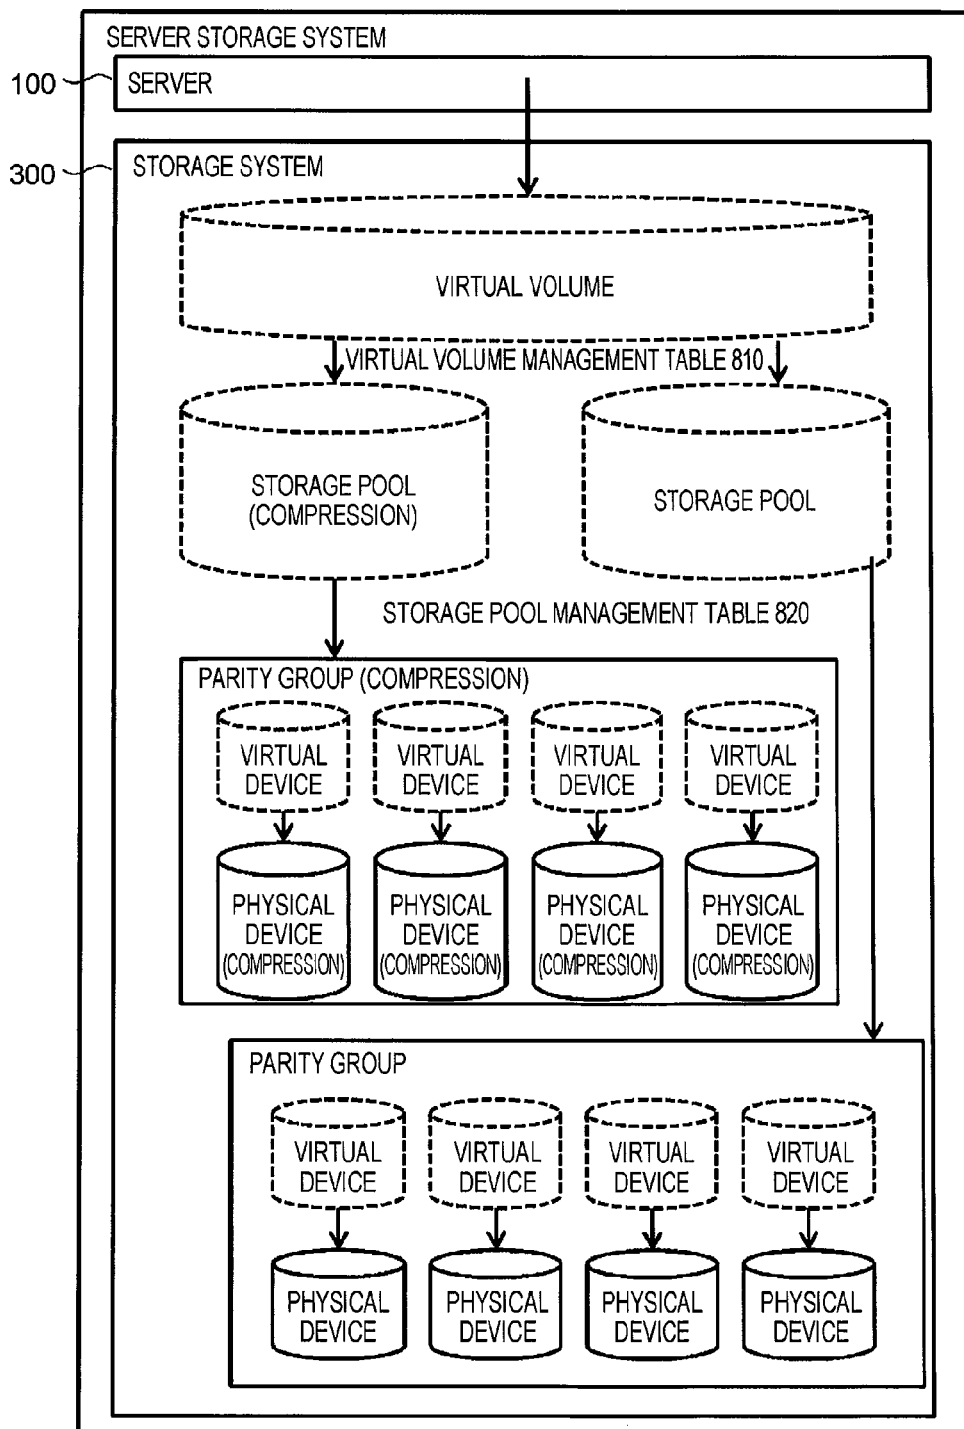 SERVER STORAGE SYSTEM
100
SERVER
300
STORAGE SYSTEM
VIRTUAL VOLUME
VIRTUAL VOLUME MANAGEMENT TABLE 810
STORAGE POOL
(COMPRESSION)
STORAGE POOL
STORAGE POOL MANAGEMENT TABLE 820
PARITY GROUP (COMPRESSION)
VIRTUAL
DEVICE
VIRTUAL
DEVICE
VIRTUAL
DEVICE
VIRTUAL
DEVICE
PHYSICAL
DEVICE
(COMPRESSION)
PHYSICAL
DEVICE
(COMPRESSION)
PHYSICAL
DEVICE
(COMPRESSION)
PHYSICAL
DEVICE
(COMPRESSION)
PARITY GROUP
VIRTUAL
DEVICE
VIRTUAL
DEVICE
VIRTUAL
DEVICE
VIRTUAL
DEVICE
PHYSICAL
DEVICE
PHYSICAL
DEVICE
PHYSICAL
DEVICE
PHYSICAL
DEVICE